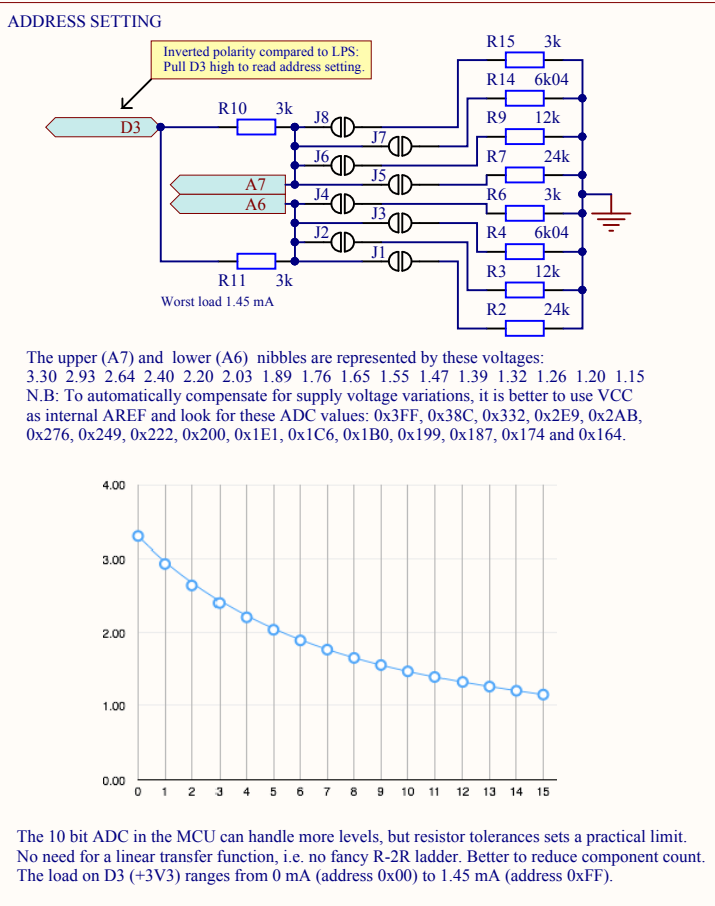 ADDRESS SETTING
Inverted polarity compared to LPS:
Pull D3 high to read address setting.
R15 3k
R14 6k04
R10 3k
J8
R9 12k
D3
J7
J6
R7 24k
A7
J5
R6 3k
A6
J4
J3
R4 6k04
J2
J1
R3 12k
R11 3k
R2 24k
Worst load 1.45 mA
The upper (A7) and lower (A6) nibbles are represented by these voltages:
3.30 2.93 2.64 2.40 2.20 2.03 1.89 1.76 1.65 1.55 1.47 1.39 1.32 1.26 1.20 1.15
N.B: To automatically compensate for supply voltage variations, it is better to use VCC
as internal AREF and look for these ADC values: 0x3FF, 0x38C, 0x332, 0x2E9, 0x2AB,
0x276, 0x249, 0x222, 0x200, 0x1E1, 0x1C6, 0x1B0, 0x199, 0x187, 0x174 and 0x164.
4.00
3.00
2.00
1.00
0.00
0 1 2 3 4 5 6 7 8 9 10 11 12 13 14 15
The 10 bit ADC in the MCU can handle more levels, but resistor tolerances sets a practical limit.
No need for a linear transfer function, i.e. no fancy R-2R ladder. Better to reduce component count.
The load on D3 (+3V3) ranges from 0 mA (address 0x00) to 1.45 mA (address 0xFF).